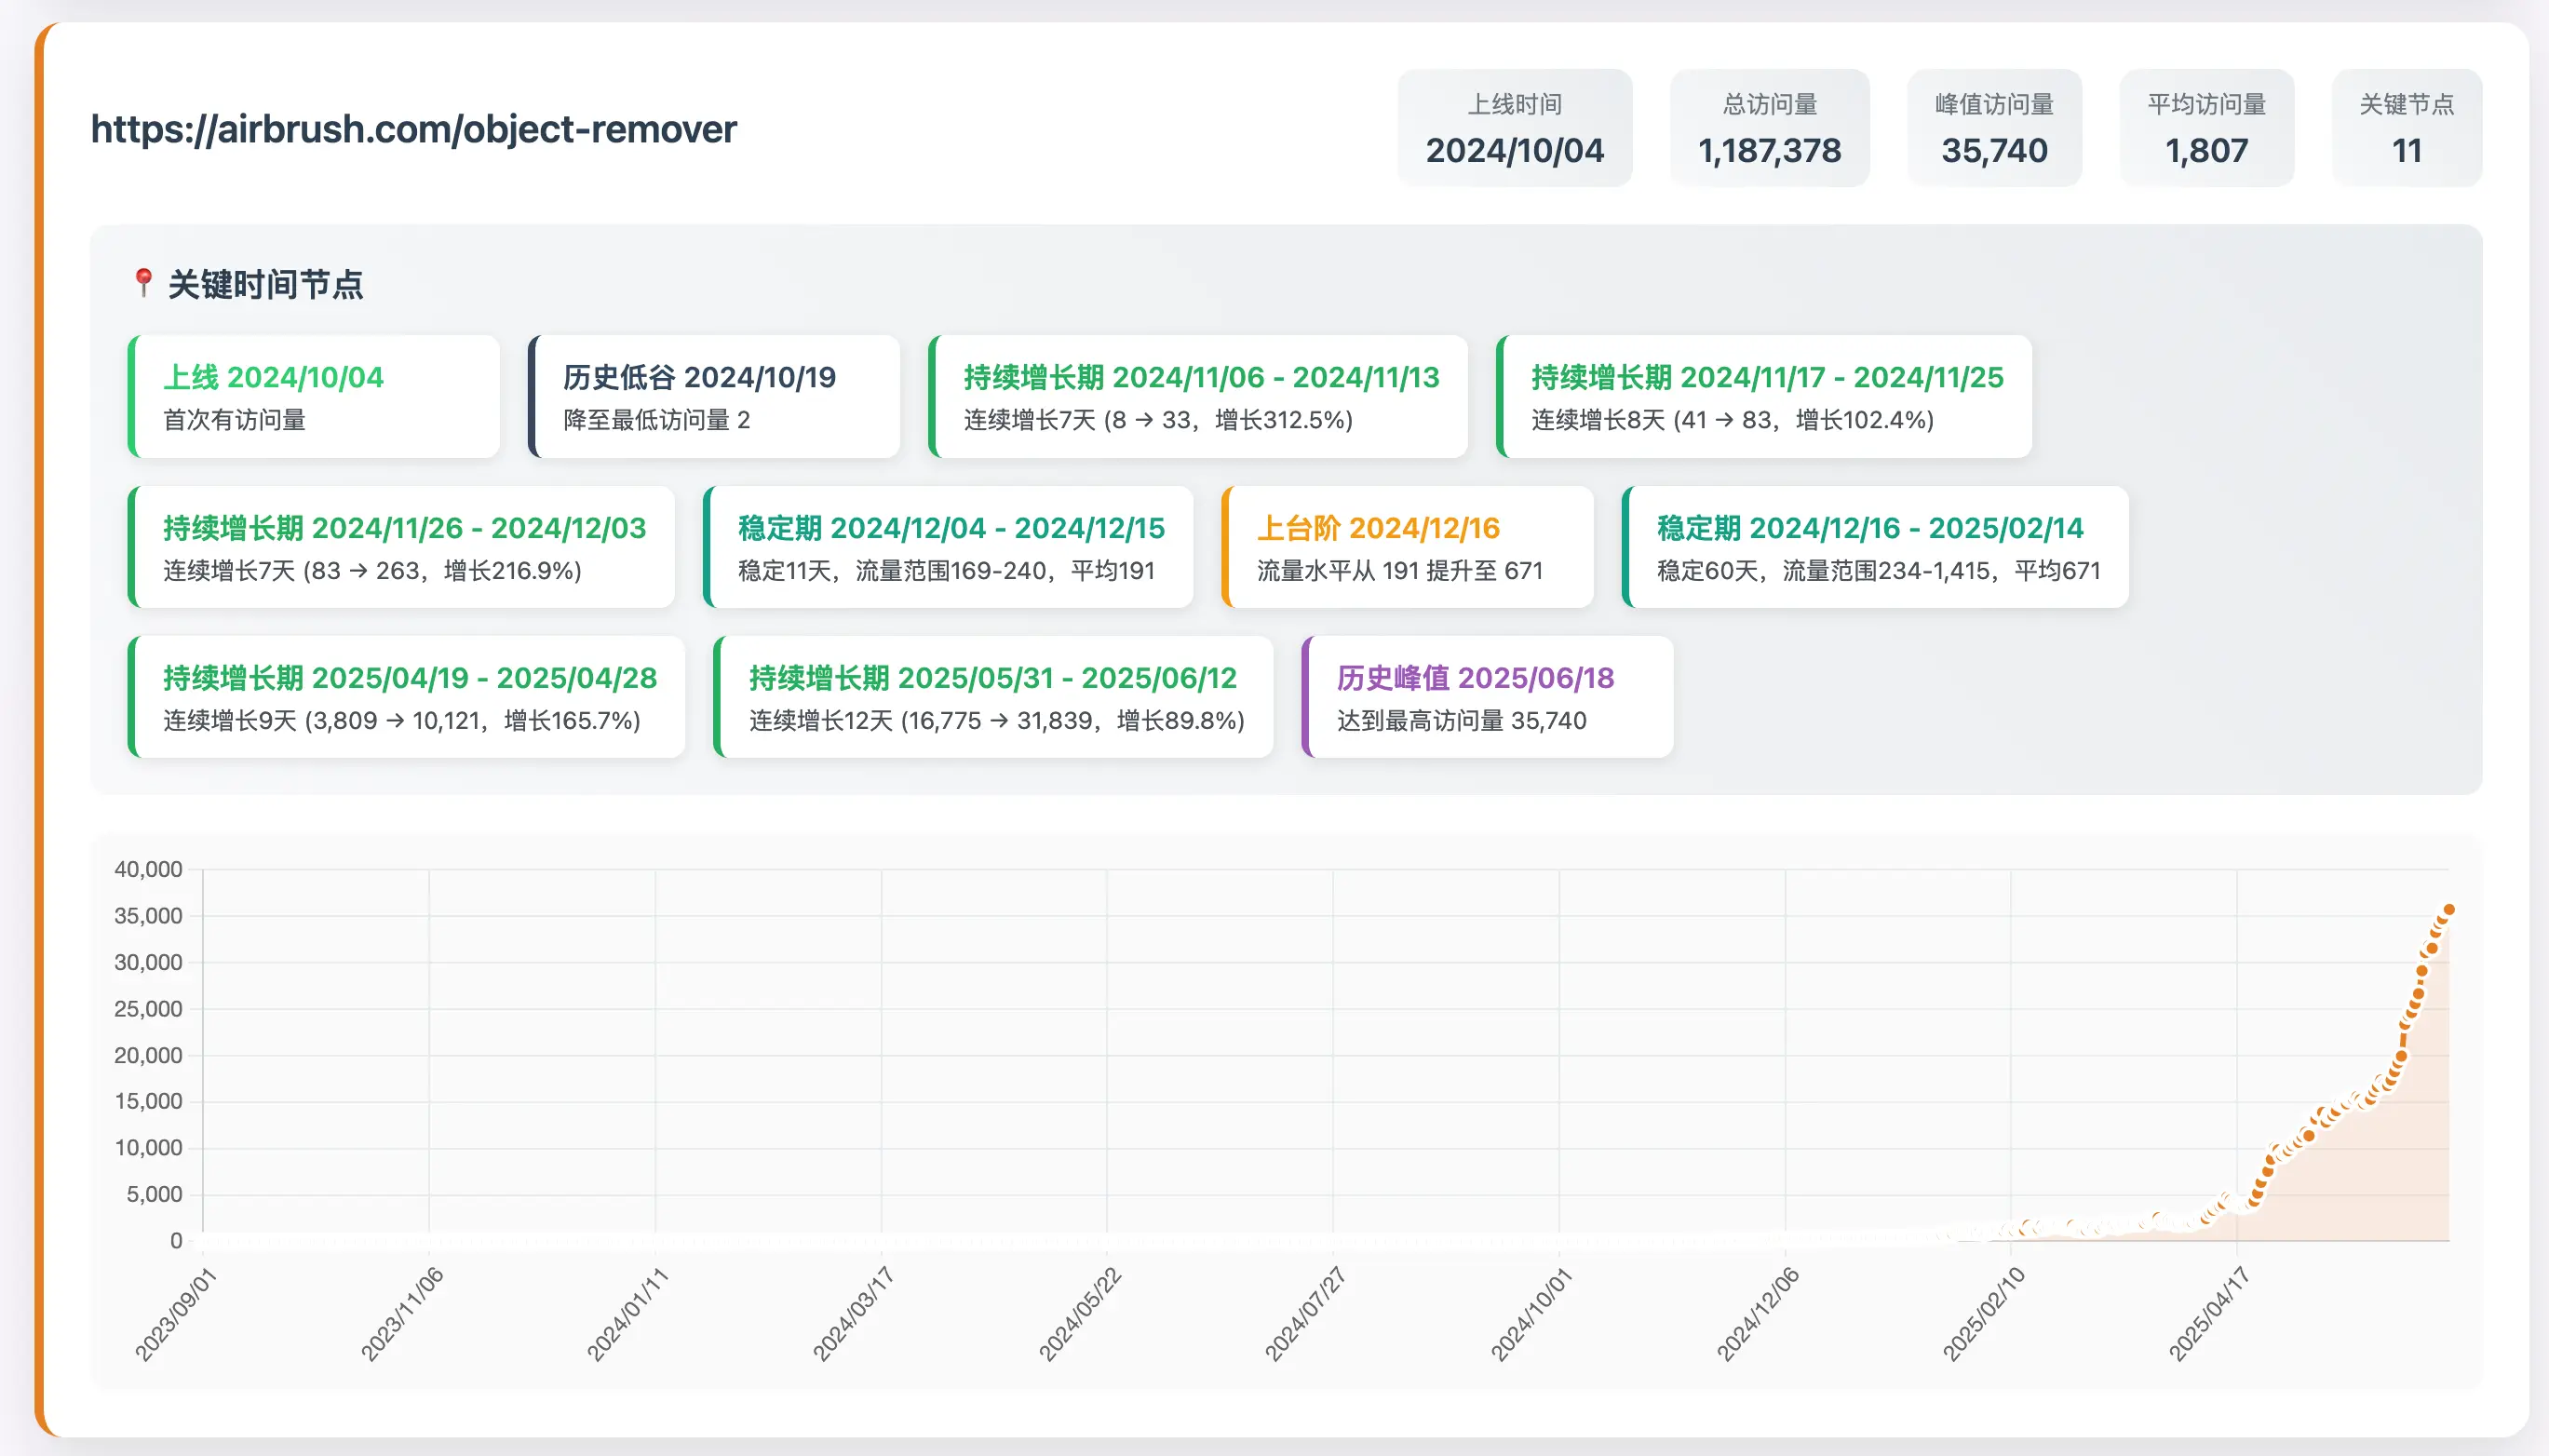 https://airbrush.com/object-remover
上线时间
2024/10/04
总访问量
1,187,378
峰值访问量
35,740
平均访问量
1,807
关键节点
11
📍 关键时间节点
上线 2024/10/04
首次有访问量
历史低谷 2024/10/19
降至最低访问量 2
持续增长期 2024/11/06 - 2024/11/13
连续增长7天 (8 → 33，增长312.5%)
持续增长期 2024/11/17 - 2024/11/25
连续增长8天 (41 → 83，增长102.4%)
持续增长期 2024/11/26 - 2024/12/03
连续增长7天 (83 → 263，增长216.9%)
稳定期 2024/12/04 - 2024/12/15
稳定11天，流量范围169-240，平均191
上台阶 2024/12/16
流量水平从 191 提升至 671
稳定期 2024/12/16 - 2025/02/14
稳定60天，流量范围234-1,415，平均671
持续增长期 2025/04/19 - 2025/04/28
连续增长9天 (3,809 → 10,121，增长165.7%)
持续增长期 2025/05/31 - 2025/06/12
连续增长12天 (16,775 → 31,839，增长89.8%)
历史峰值 2025/06/18
达到最高访问量 35,740
40,000
35,000
30,000
25,000
20,000
15,000
10,000
5,000
0
2023/09/01
2023/11/06
2024/01/11
2024/03/17
2024/05/22
2024/07/27
2024/10/01
2024/12/06
2025/02/10
2025/04/17